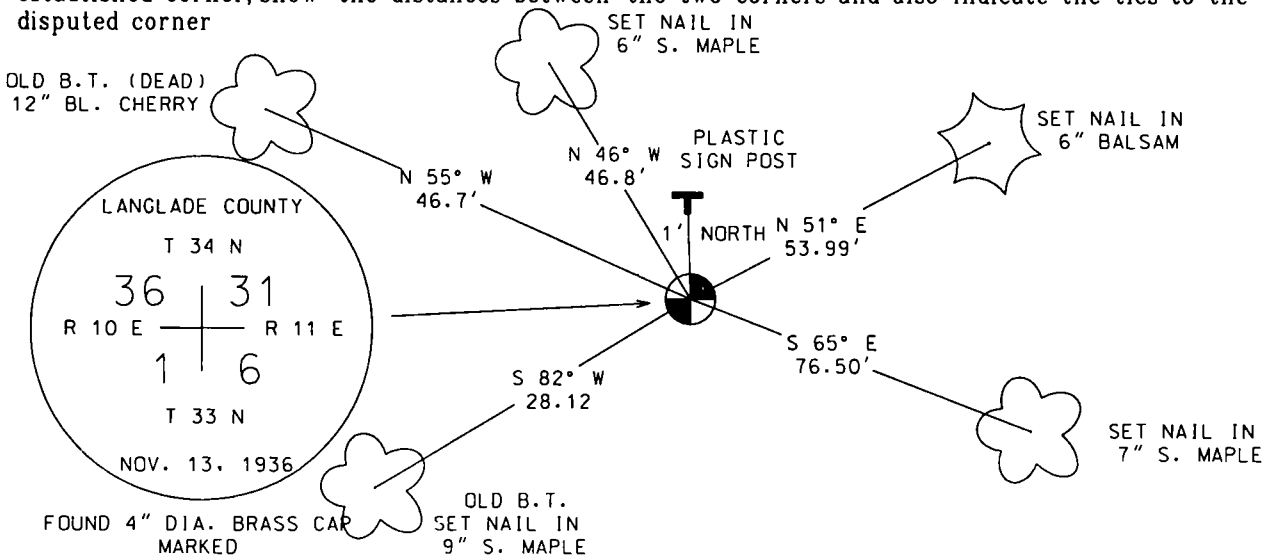 disputed corner
SET NAIL IN
6" S. MAPLE
OLD B.T. (DEAD)
12" BL. CHERRY
SET NAIL IN
6" BALSAM
PLASTIC
SIGN POST
N 46° W
46.8'
N 55° W
46.7'
1' NORTH
N 51° E
53.99'
LANGLADE COUNTY
T 34 N
36 31
R 10 E R 11 E
1 6
T 33 N
NOV. 13, 1936
FOUND 4" DIA. BRASS CAP
MARKED
S 82° W
28.12
S 65° E
76.50'
SET NAIL IN
7" S. MAPLE
OLD B.T.
SET NAIL IN
9" S. MAPLE